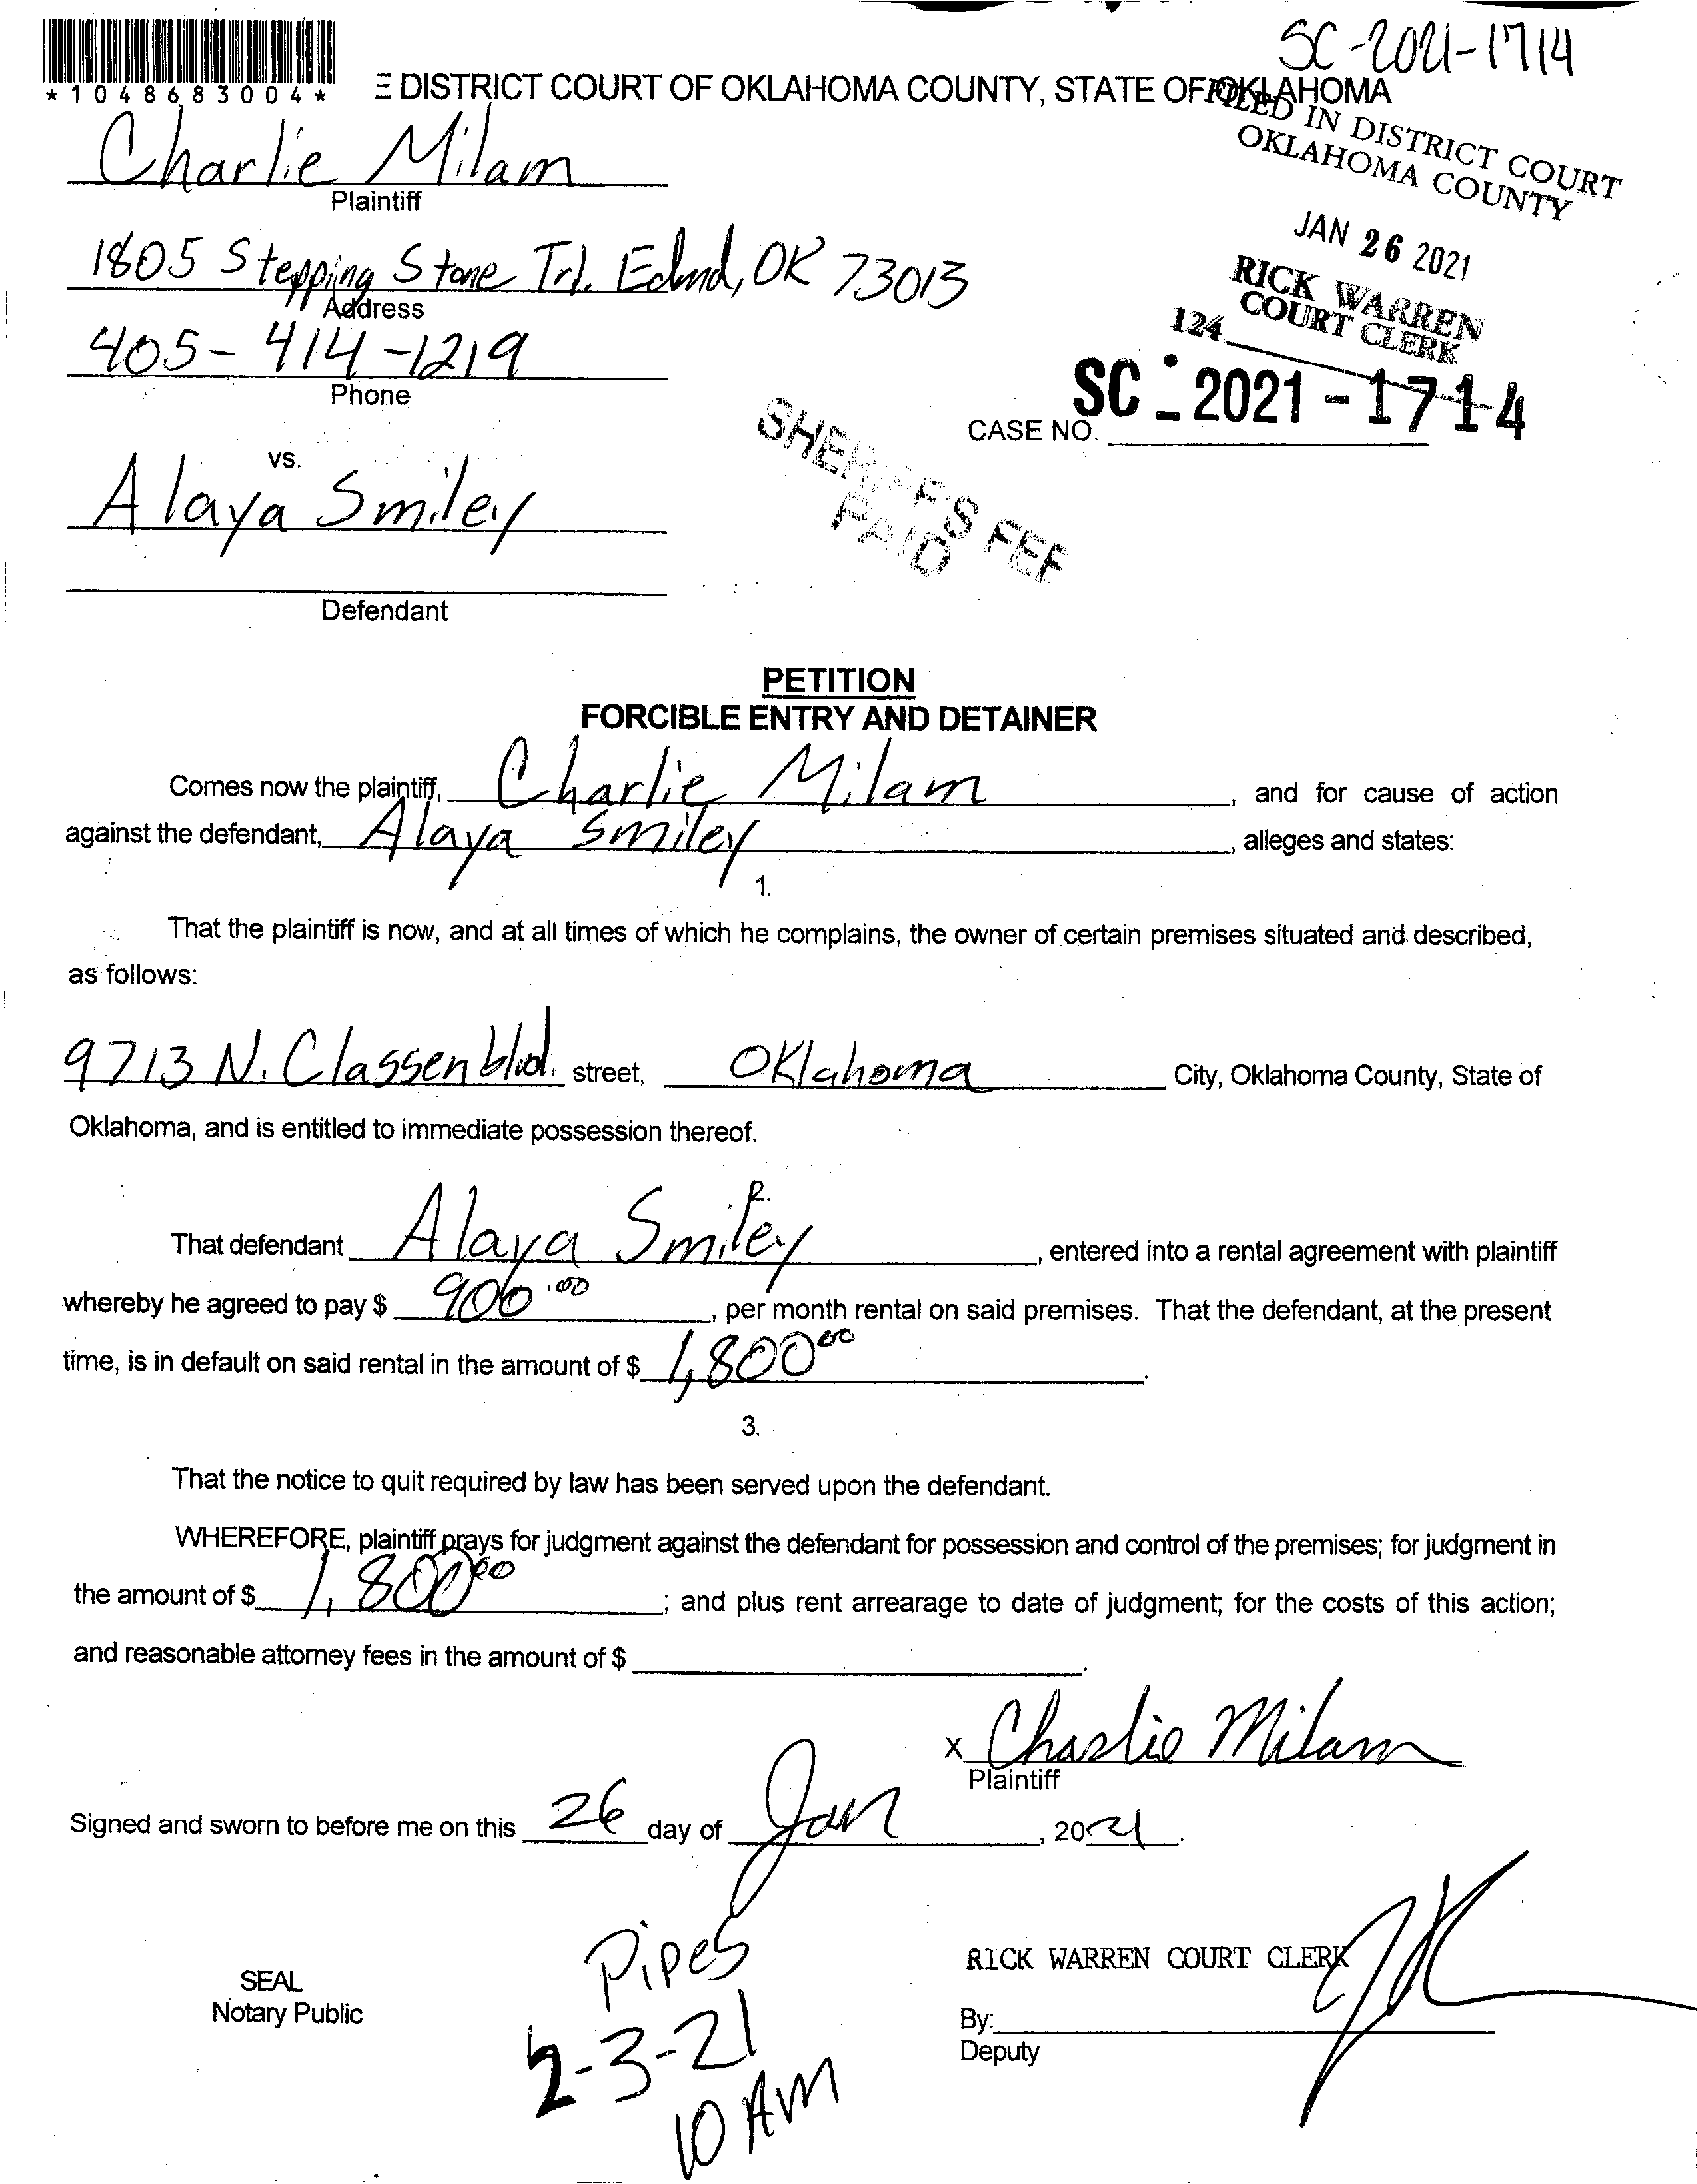 SC-2021-1714
*1048683004*
E DISTRICT COURT OF OKLAHOMA COUNTY, STATE OF OKLAHOMA
FILED IN DISTRICT COURT
OKLAHOMA COUNTY
Charlie Milam
Plaintiff
JAN 26 2021
1805 Stepping Stone Trl. Edmd, OK 73013
Address
RICK WARREN
COURT CLERK
124
405-414-1219
Phone
CASE NO. SC-2021-1714
SHERIFFS FEE
PAID
vs.
Alaya Smiley
Defendant
PETITION
FORCIBLE ENTRY AND DETAINER
Comes now the plaintiff, Charlie Milam, and for cause of action
against the defendant, Alaya Smiley, alleges and states:
1.
That the plaintiff is now, and at all times of which he complains, the owner of certain premises situated and described,
as follows:
9713 N. Classen blvd. street, Oklahoma City, Oklahoma County, State of
Oklahoma, and is entitled to immediate possession thereof.
2.
That defendant Alaya Smiley, entered into a rental agreement with plaintiff
whereby he agreed to pay $ 900.00, per month rental on said premises. That the defendant, at the present
time, is in default on said rental in the amount of $ 1,800 00.
3.
That the notice to quit required by law has been served upon the defendant.
WHEREFORE, plaintiff prays for judgment against the defendant for possession and control of the premises; for judgment in
the amount of $ 1,800 00; and plus rent arrearage to date of judgment; for the costs of this action;
and reasonable attorney fees in the amount of $ .
x Charlie Milam
Plaintiff
Signed and sworn to before me on this 26 day of Jan, 2021.
Pipes
2-3-21
10 AM
SEAL
Notary Public
RICK WARREN COURT CLERK
By:
Deputy